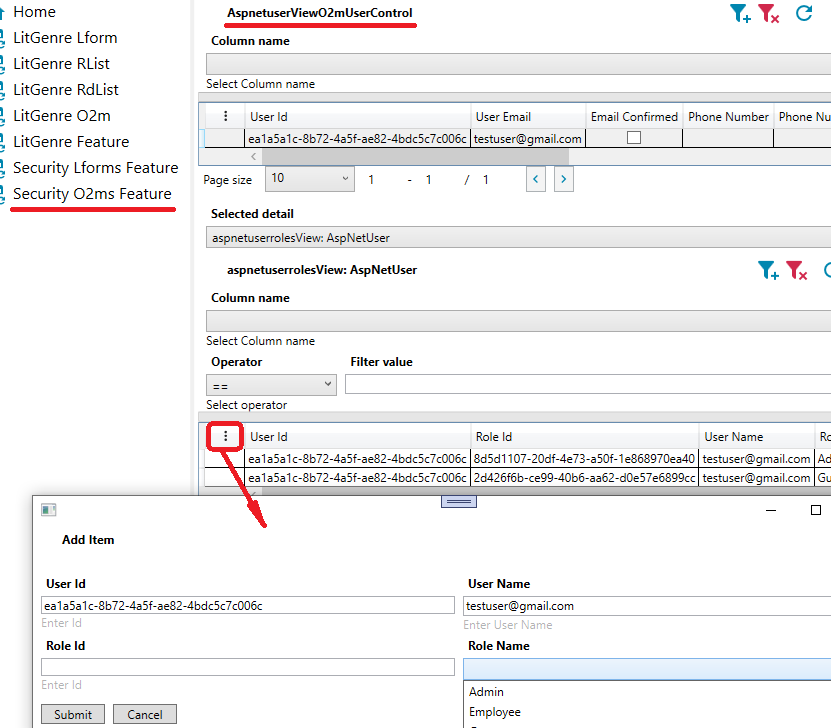 Home
LitGenre Lform
LitGenre RList
LitGenre RdList
LitGenre O2m
LitGenre Feature
Security Lforms Feature
Security O2ms Feature
AspnetuserViewO2mUserControl
Column name
Select Column name
User Id User Email Email Confirmed Phone Number Phone Nu
ea1a5a1c-8b72-4a5f-ae82-4bdc5c7c006c testuser@gmail.com
Page size 10 1 - 1 / 1
Selected detail
aspnetuserrolesView: AspNetUser
aspnetuserrolesView: AspNetUser
Column name
Select Column name
Operator Filter value
==
Select operator
User Id Role Id User Name Ro
ea1a5a1c-8b72-4a5f-ae82-4bdc5c7c006c 8d5d1107-20df-4e73-a50f-1e868970ea40 testuser@gmail.com Ad
ea1a5a1c-8b72-4a5f-ae82-4bdc5c7c006c 2d426f6b-ce99-40b6-aa62-d0e57e6899cc testuser@gmail.com Gu
Add Item
User Id User Name
ea1a5a1c-8b72-4a5f-ae82-4bdc5c7c006c testuser@gmail.com
Enter Id Enter User Name
Role Id Role Name
Enter Id
Admin
Employee
Submit Cancel